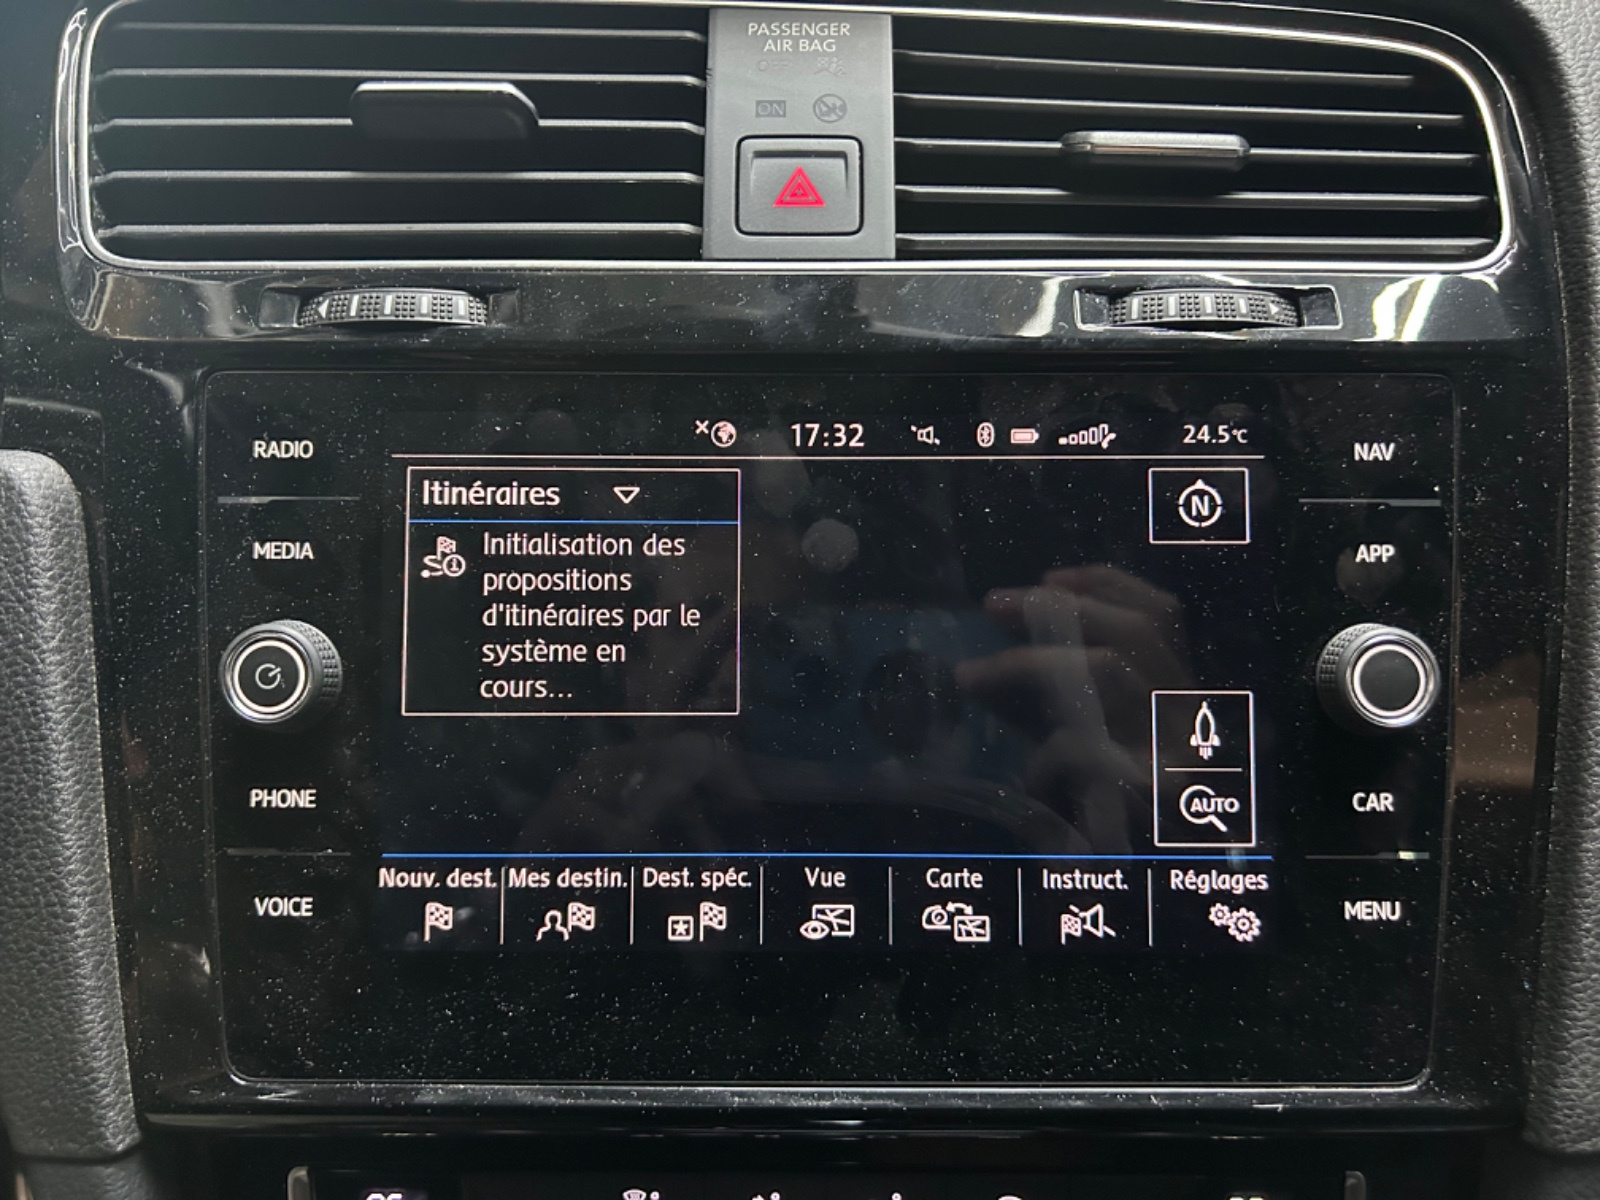 PASSENGER
AIR BAG
OFF
ON
17:32
24.5°C
RADIO
MEDIA
PHONE
VOICE
NAV
APP
CAR
MENU
Itinéraires
Initialisation des
propositions
d'itinéraires par le
système en
cours...
N
AUTO
Nouv. dest. Mes destin. Dest. spéc. Vue Carte Instruct. Réglages